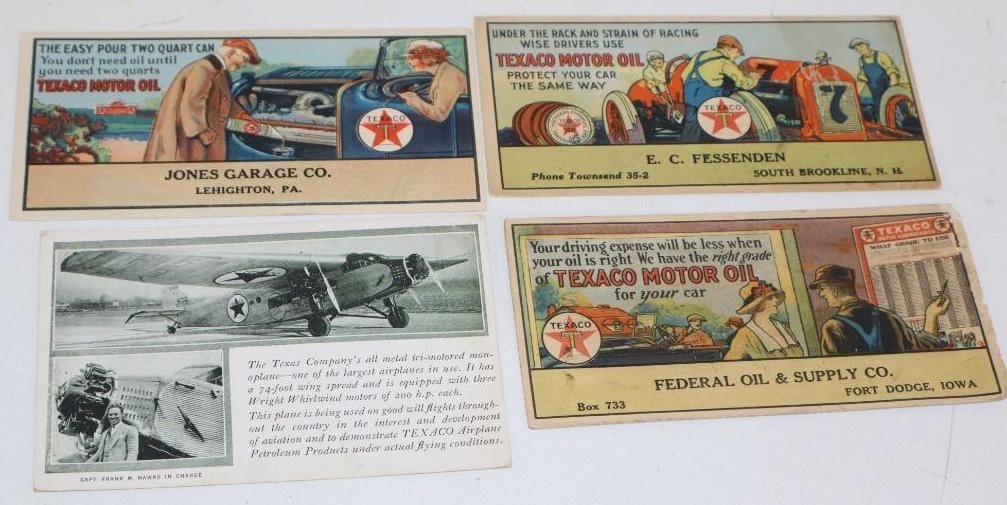 THE EASY POUR TWO QUART CAN
You don't need oil until
you need two quarts
TEXACO MOTOR OIL
TEXACO
T
JONES GARAGE CO.
LEHIGHTON, PA.
UNDER THE RACK AND STRAIN OF RACING
WISE DRIVERS USE
TEXACO MOTOR OIL
PROTECT YOUR CAR
THE SAME WAY
TEXACO
T
7
7
E. C. FESSENDEN
Phone Townsend 35-2
SOUTH BROOKLINE, N. H.
The Texas Company's all metal tri-motored mon-
oplane—one of the largest airplanes in use. It has
a 74-foot wing spread and is equipped with three
Wright Whirlwind motors of 200 h.p. each.
This plane is being used on good will flights through-
out the country in the interest and development
of aviation and to demonstrate TEXACO Airplane
Petroleum Products under actual flying conditions.
CAPT. FRANK M. HAWKS IN CHARGE
Your driving expense will be less when
your oil is right. We have the right grade
of TEXACO MOTOR OIL
for your car
TEXACO
T
TEXACO
WHAT GRADE TO USE
FEDERAL OIL & SUPPLY CO.
Box 733
FORT DODGE, IOWA